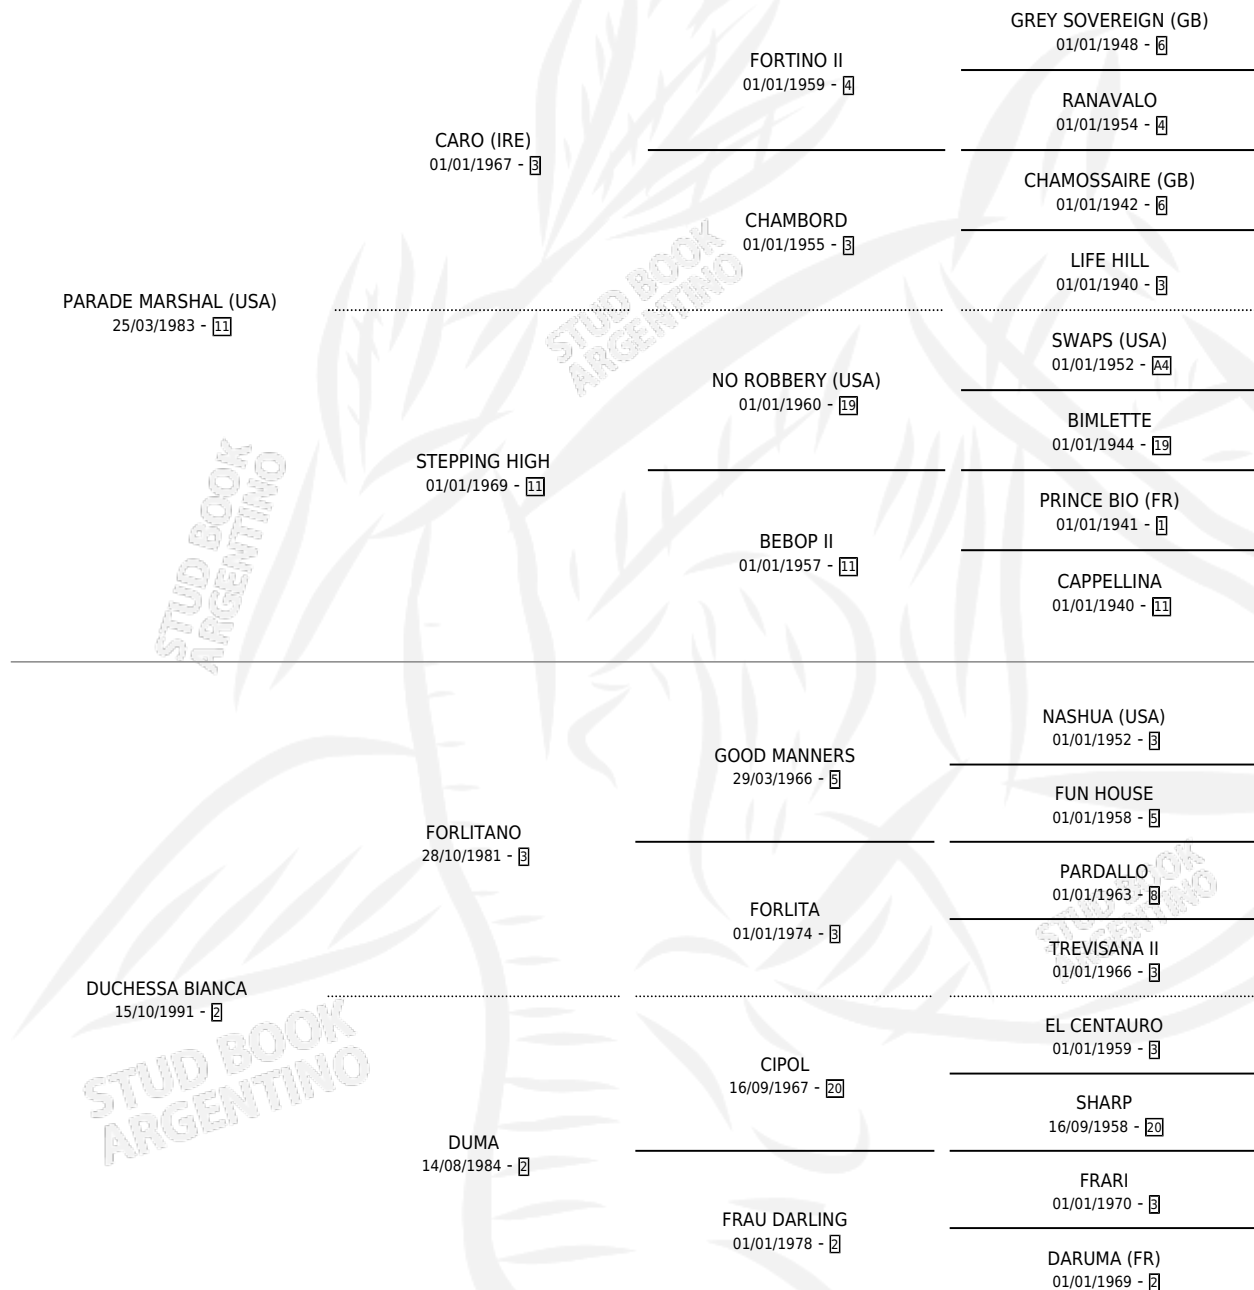 GREY SOVEREIGN (GB)
01/01/1948 - 6
FORTINO II
01/01/1959 - 4
RANAVALO
01/01/1954 - 4
CARO (IRE)
01/01/1967 - 3
CHAMOSSAIRE (GB)
01/01/1942 - 6
CHAMBORD
01/01/1955 - 3
LIFE HILL
01/01/1940 - 3
PARADE MARSHAL (USA)
25/03/1983 - 11
SWAPS (USA)
01/01/1952 - A4
NO ROBBERY (USA)
01/01/1960 - 19
BIMLETTE
01/01/1944 - 19
STEPPING HIGH
01/01/1969 - 11
PRINCE BIO (FR)
01/01/1941 - 1
BEBOP II
01/01/1957 - 11
CAPPELLINA
01/01/1940 - 11
NASHUA (USA)
01/01/1952 - 3
GOOD MANNERS
29/03/1966 - 5
FUN HOUSE
01/01/1958 - 5
FORLITANO
28/10/1981 - 3
PARDALLO
01/01/1963 - 8
FORLITA
01/01/1974 - 3
TREVISANA II
01/01/1966 - 3
DUCHESSA BIANCA
15/10/1991 - 2
EL CENTAURO
01/01/1959 - 3
CIPOL
16/09/1967 - 20
SHARP
16/09/1958 - 20
DUMA
14/08/1984 - 2
FRARI
01/01/1970 - 3
FRAU DARLING
01/01/1978 - 2
DARUMA (FR)
01/01/1969 - 2
STUD BOOK
ARGENTINO
STUD BOOK
ARGENTINO
STUD BOOK
ARGENTINO
STUD BOOK
ARGENTINO